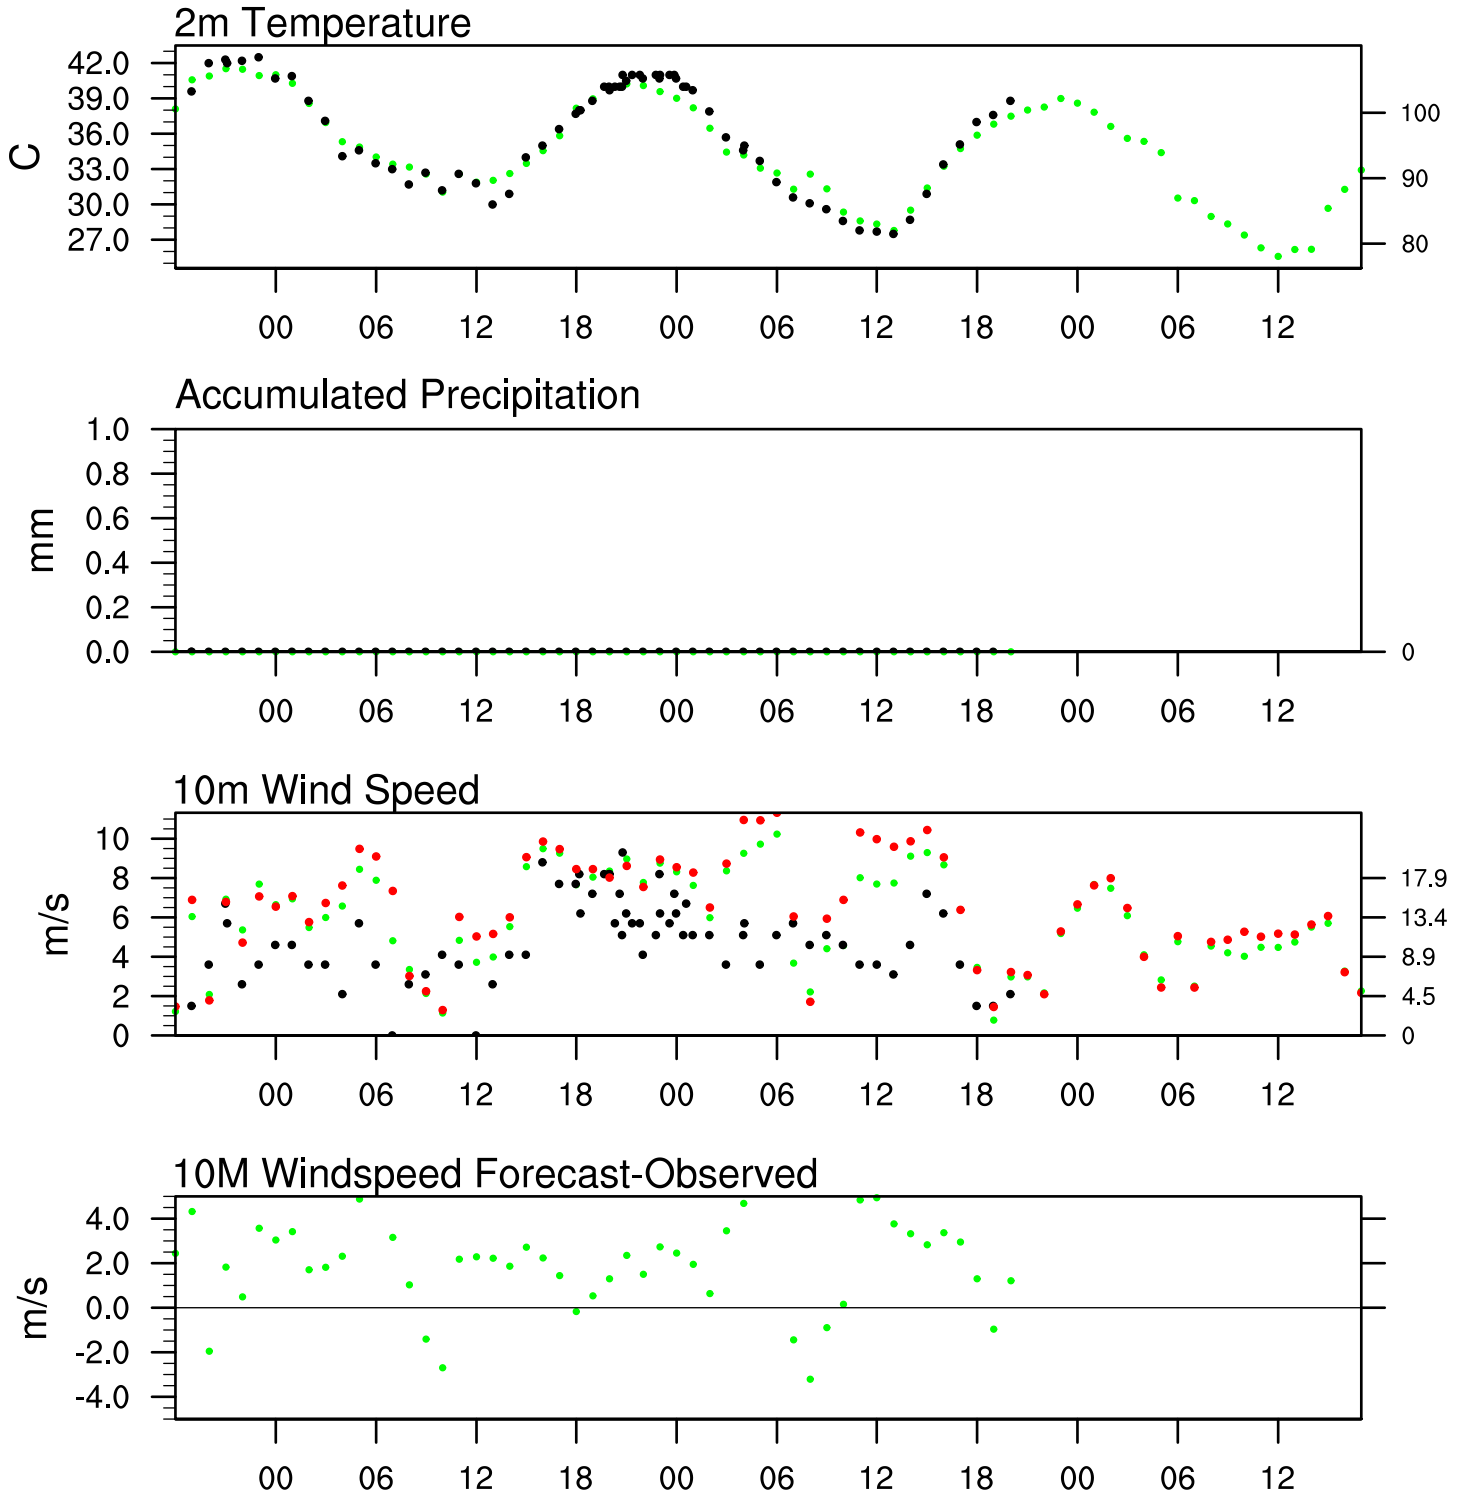 2m Temperature
42.0
39.0
36.0
33.0
30.0
27.0
C
100
90
80
00 06 12 18 00 06 12 18 00 06 12
Accumulated Precipitation
1.0
0.8
0.6
0.4
0.2
0.0
mm
0
00 06 12 18 00 06 12 18 00 06 12
10m Wind Speed
10
8
6
4
2
0
m/s
17.9
13.4
8.9
4.5
0
00 06 12 18 00 06 12 18 00 06 12
10M Windspeed Forecast-Observed
4.0
2.0
0.0
-2.0
-4.0
m/s
00 06 12 18 00 06 12 18 00 06 12